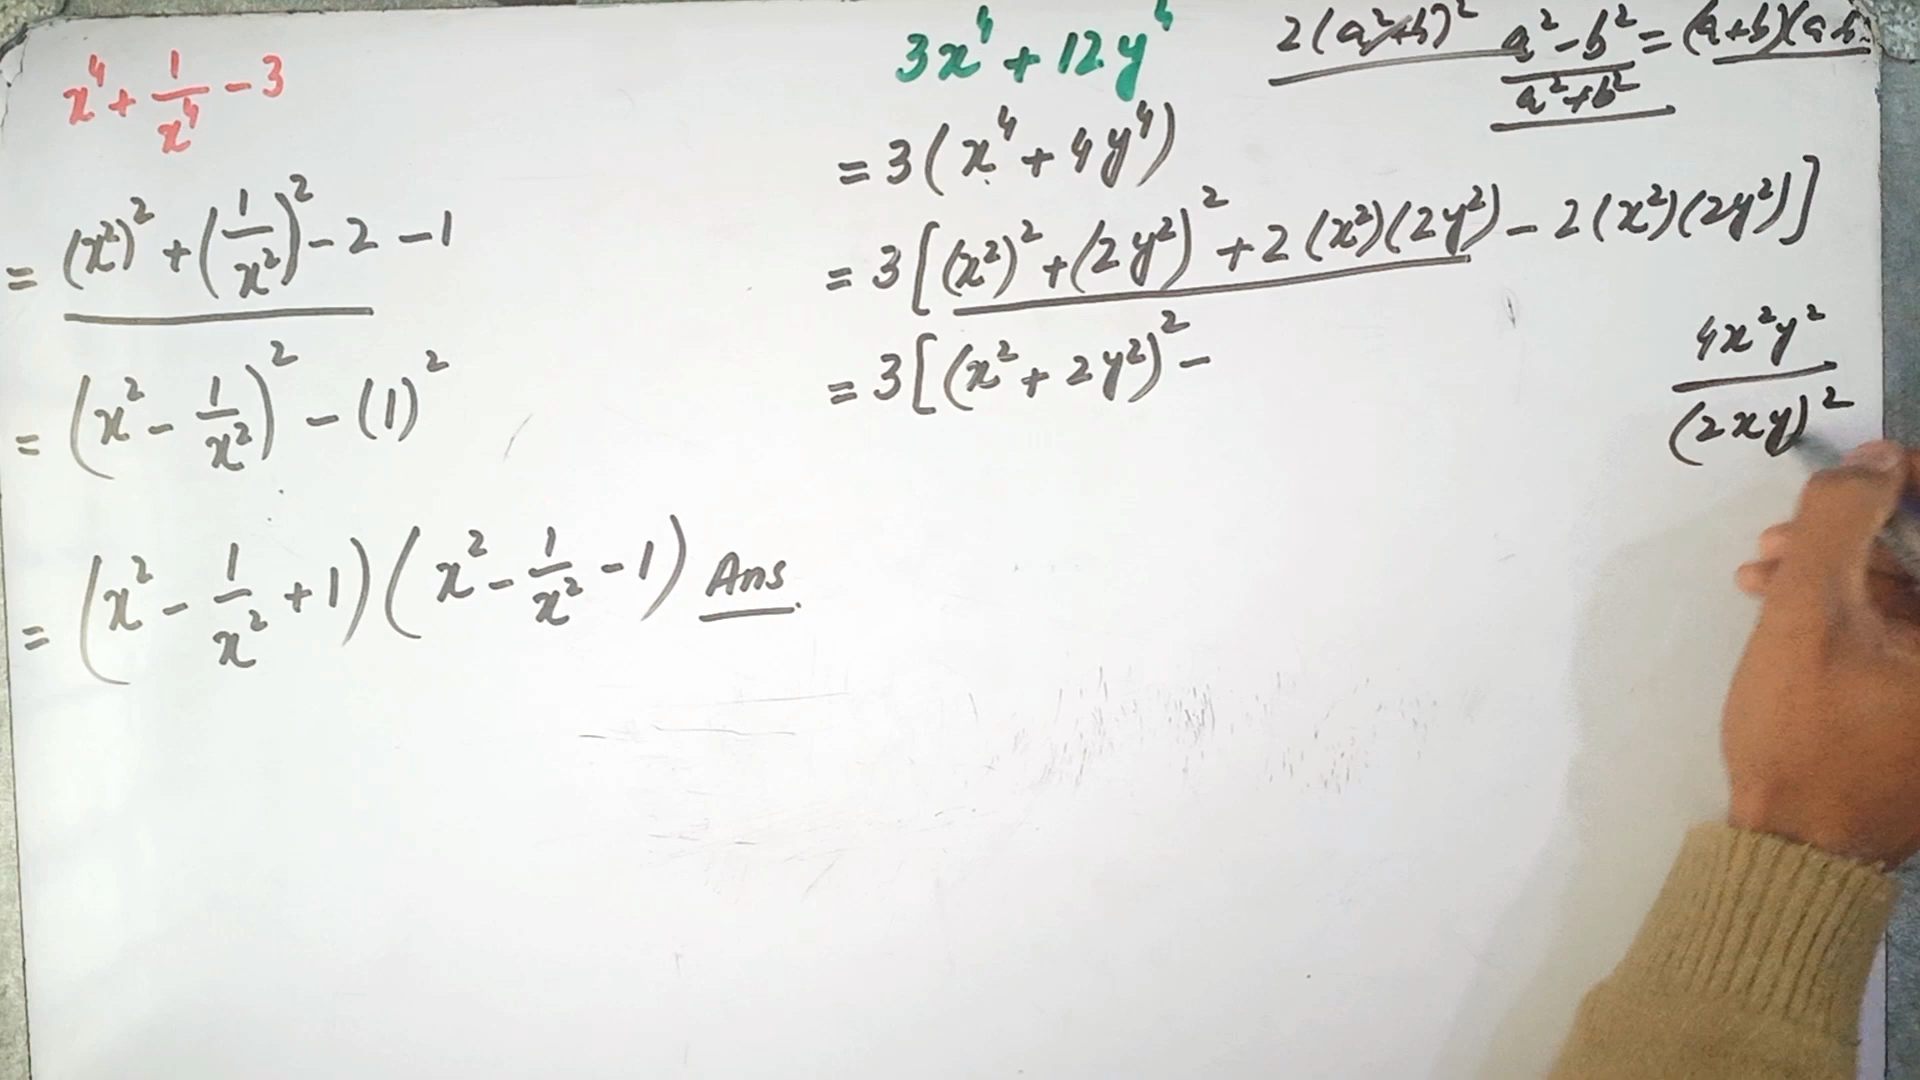 x⁴ + 1/x⁴ - 3
= (x²)² + (1/x²)² - 2 - 1
= (x² - 1/x²)² - (1)²
= (x² - 1/x² + 1)(x² - 1/x² - 1) Ans.
3x⁴ + 12y⁴
= 3(x⁴ + 4y⁴)
= 3[(x²)² + (2y²)² + 2(x²)(2y²) - 2(x²)(2y²)]
= 3[(x² + 2y²)² -
a² - b² = (a+b)(a-b
a² + b²
4x²y²
(2xy)²